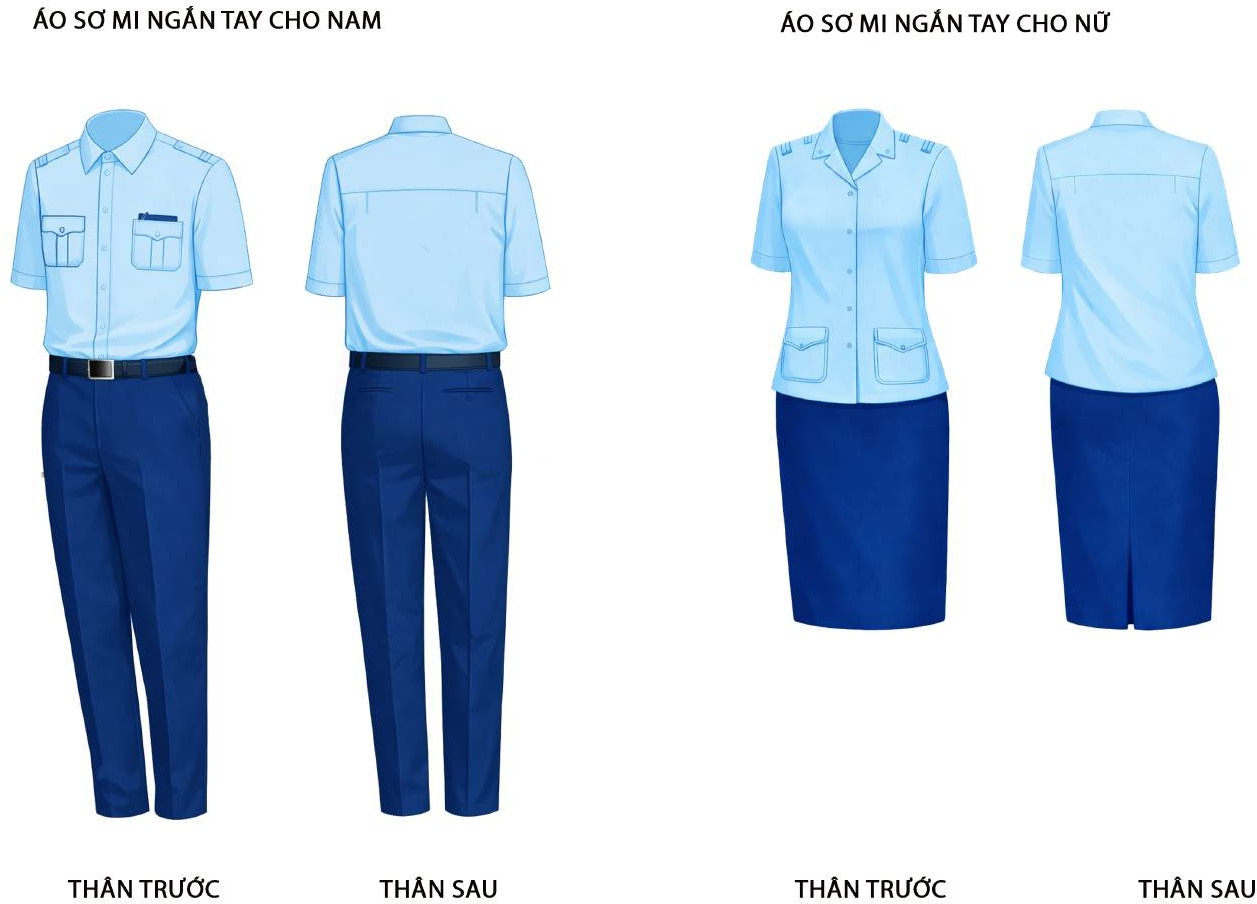 ÁO SƠ MI NGẮN TAY CHO NAM
ÁO SƠ MI NGẮN TAY CHO NỮ
THÂN TRƯỚC
THÂN SAU
THÂN TRƯỚC
THÂN SAU